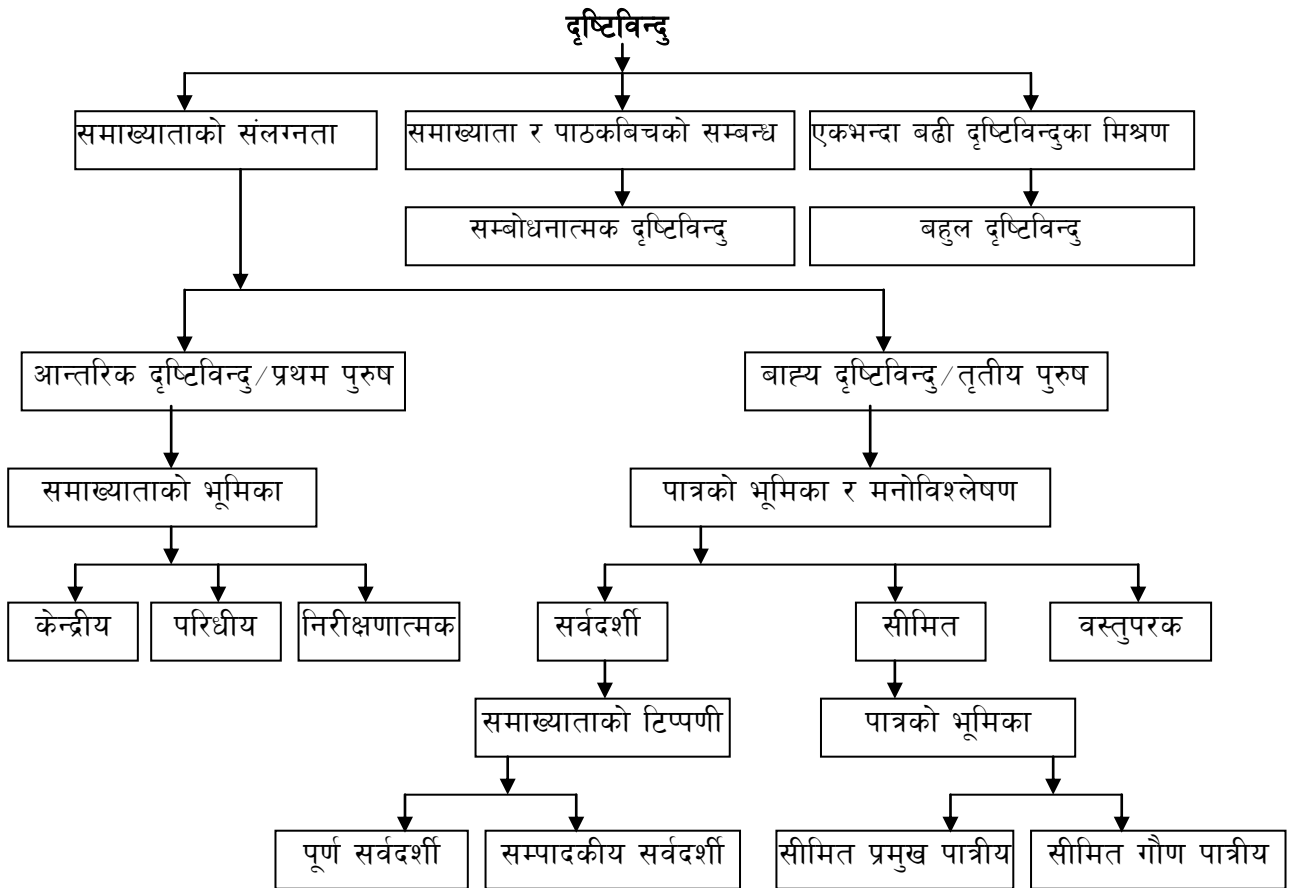 दृष्टिविन्दु
समाख्याताको संलग्नता
समाख्याता र पाठकबिचको सम्बन्ध
एकभन्दा बढी दृष्टिविन्दुका मिश्रण
सम्बोधनात्मक दृष्टिविन्दु
बहुल दृष्टिविन्दु
आन्तरिक दृष्टिविन्दु/प्रथम पुरुष
बाह्य दृष्टिविन्दु/तृतीय पुरुष
समाख्याताको भूमिका
पात्रको भूमिका र मनोविश्लेषण
केन्द्रीय
परिधीय
निरीक्षणात्मक
सर्वदर्शी
सीमित
वस्तुपरक
समाख्याताको टिप्पणी
पात्रको भूमिका
पूर्ण सर्वदर्शी
सम्पादकीय सर्वदर्शी
सीमित प्रमुख पात्रीय
सीमित गौण पात्रीय